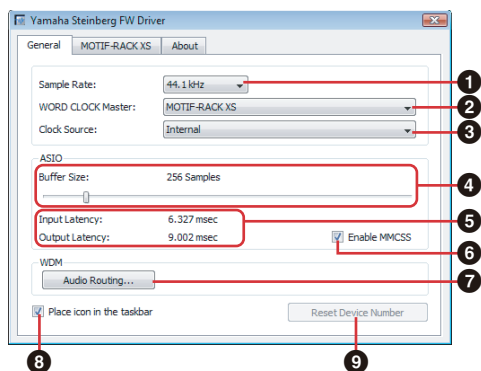 Yamaha Steinberg FW Driver
General MOTIF-RACK XS About
Sample Rate: 44.1 kHz 1
WORD CLOCK Master: MOTIF-RACK XS 2
Clock Source: Internal 3
ASIO
Buffer Size: 256 Samples 4
Input Latency: 6.327 msec 5
Output Latency: 9.002 msec Enable MMCSS
6
WDM
Audio Routing... 7
Place icon in the taskbar Reset Device Number
8 9